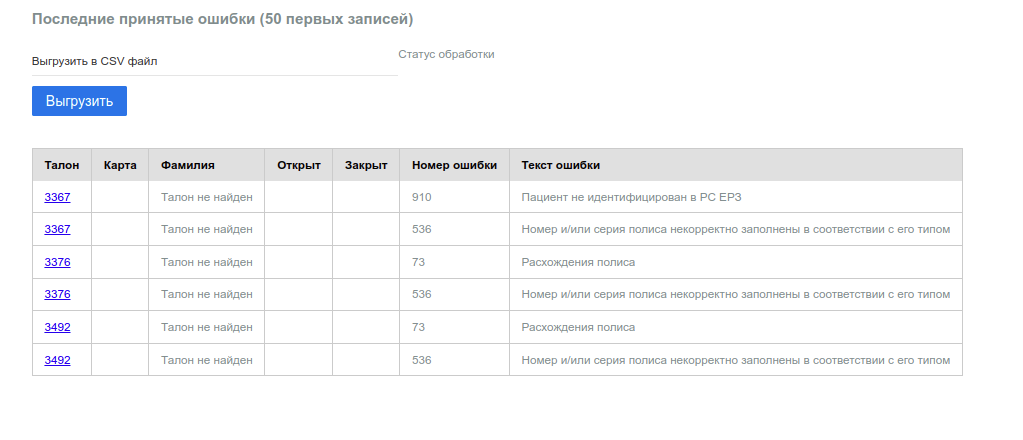 Последние принятые ошибки (50 первых записей)
Выгрузить в CSV файл
Статус обработки
Выгрузить
Талон Карта Фамилия Открыт Закрыт Номер ошибки Текст ошибки
3367 Талон не найден 910 Пациент не идентифицирован в РС ЕРЗ
3367 Талон не найден 536 Номер и/или серия полиса некорректно заполнены в соответствии с его типом
3376 Талон не найден 73 Расхождения полиса
3376 Талон не найден 536 Номер и/или серия полиса некорректно заполнены в соответствии с его типом
3492 Талон не найден 73 Расхождения полиса
3492 Талон не найден 536 Номер и/или серия полиса некорректно заполнены в соответствии с его типом